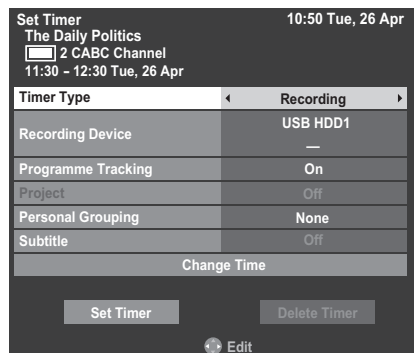 Set Timer 10:50 Tue, 26 Apr
The Daily Politics
2 CABC Channel
11:30 - 12:30 Tue, 26 Apr
Timer Type Recording
Recording Device USB HDD1
—
Programme Tracking On
Project Off
Personal Grouping None
Subtitle Off
Change Time
Set Timer Delete Timer
Edit